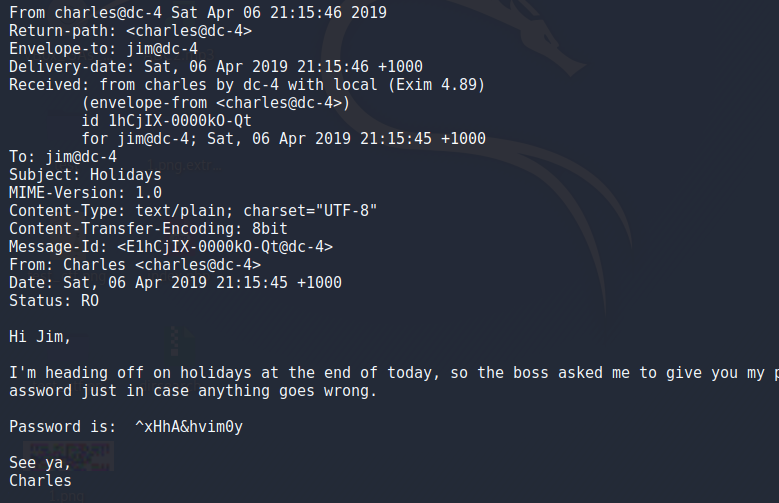 From charles@dc-4 Sat Apr 06 21:15:46 2019
Return-path: <charles@dc-4>
Envelope-to: jim@dc-4
Delivery-date: Sat, 06 Apr 2019 21:15:46 +1000
Received: from charles by dc-4 with local (Exim 4.89)
        (envelope-from <charles@dc-4>)
        id 1hCjIX-0000kO-Qt
        for jim@dc-4; Sat, 06 Apr 2019 21:15:45 +1000
To: jim@dc-4
Subject: Holidays
MIME-Version: 1.0
Content-Type: text/plain; charset="UTF-8"
Content-Transfer-Encoding: 8bit
Message-Id: <E1hCjIX-0000kO-Qt@dc-4>
From: Charles <charles@dc-4>
Date: Sat, 06 Apr 2019 21:15:45 +1000
Status: RO

Hi Jim,

I'm heading off on holidays at the end of today, so the boss asked me to give you my p
assword just in case anything goes wrong.

Password is:  ^xHhA&hvim0y

See ya,
Charles